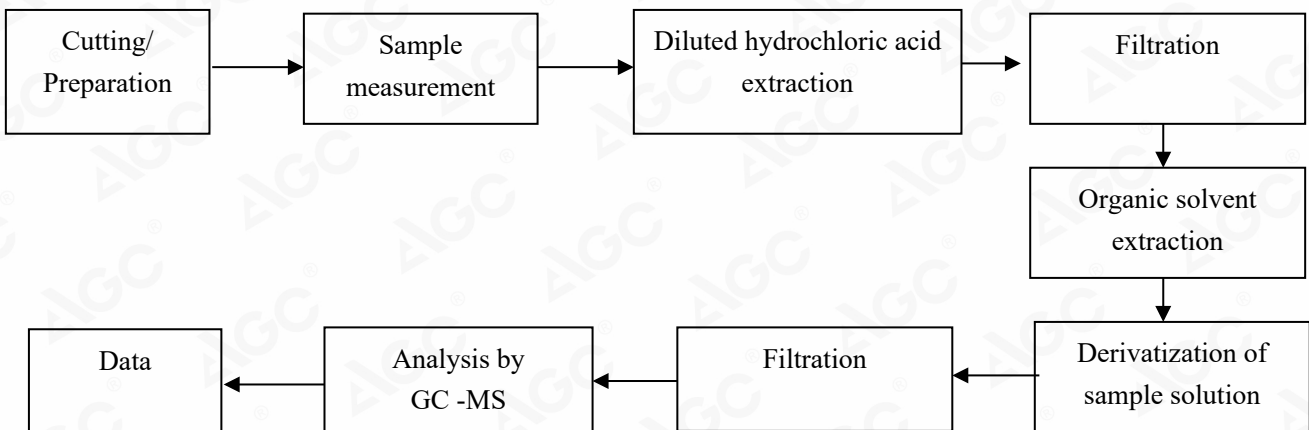 Cutting/
Preparation
Sample
measurement
Diluted hydrochloric acid
extraction
Filtration
Organic solvent
extraction
Derivatization of
sample solution
Filtration
Analysis by
GC -MS
Data
AGC ®